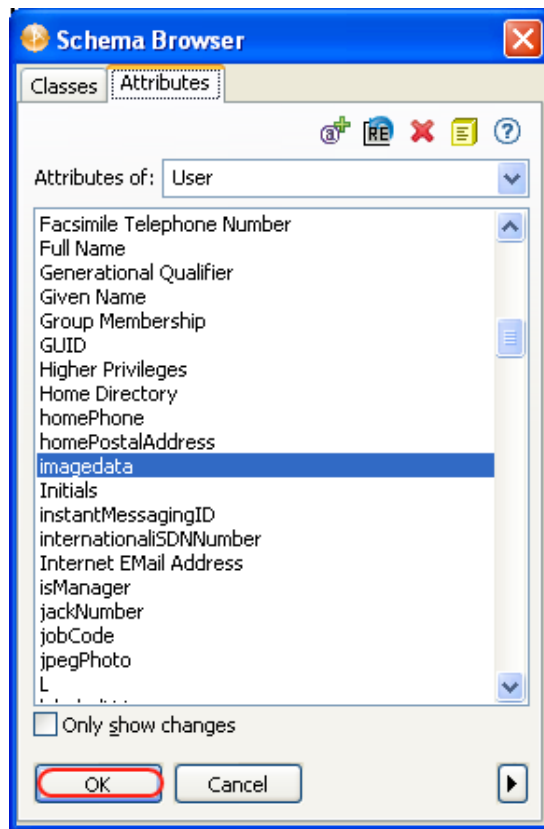 Schema Browser
Classes Attributes
RE
Attributes of: User
Facsimile Telephone Number
Full Name
Generational Qualifier
Given Name
Group Membership
GUID
Higher Privileges
Home Directory
homePhone
homePostalAddress
imagedata
Initials
instantMessagingID
internationaliSDNNumber
Internet EMail Address
isManager
jackNumber
jobCode
jpegPhoto
L
Only show changes
OK Cancel